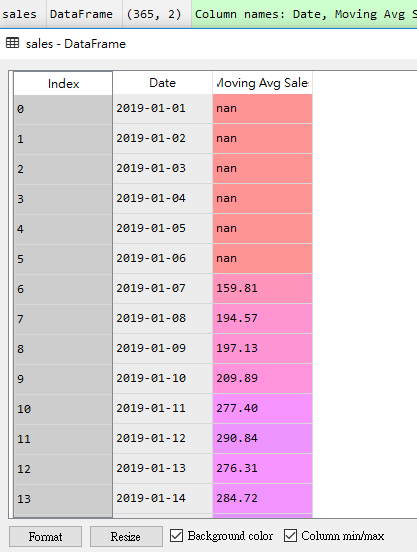 sales DataFrame (365, 2) Column names: Date, Moving Avg S
sales - DataFrame
Index Date Moving Avg Sale
0 2019-01-01 nan
1 2019-01-02 nan
2 2019-01-03 nan
3 2019-01-04 nan
4 2019-01-05 nan
5 2019-01-06 nan
6 2019-01-07 159.81
7 2019-01-08 194.57
8 2019-01-09 197.13
9 2019-01-10 209.89
10 2019-01-11 277.40
11 2019-01-12 290.84
12 2019-01-13 276.31
13 2019-01-14 284.72
Format Resize Background color Column min/max